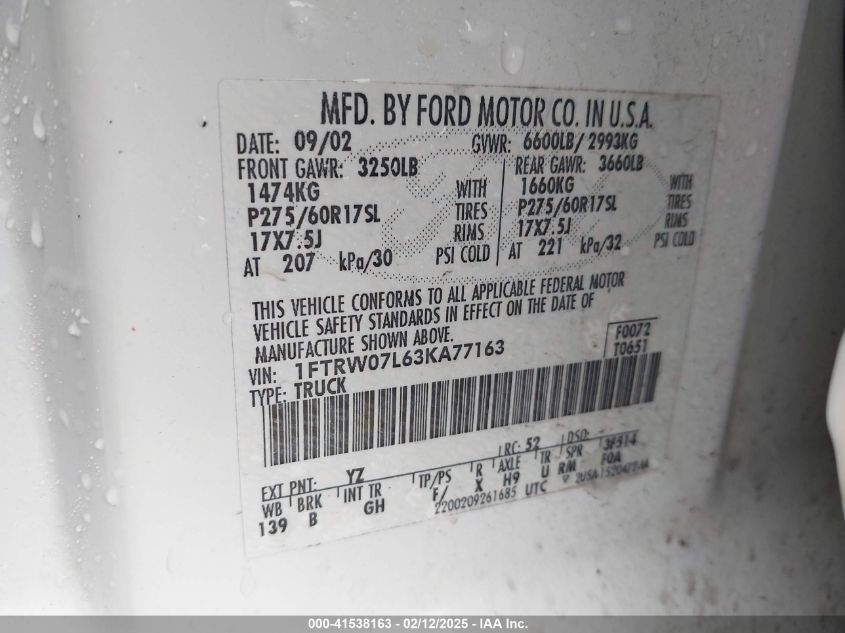 MFD. BY FORD MOTOR CO. IN U.S.A.
DATE: 09/02 GVWR: 6600LB/ 2993KG
FRONT GAWR: 3250LB REAR GAWR: 3660LB
1474KG WITH 1660KG WITH
P275/60R17SL TIRES P275/60R17SL TIRES
17X7.5J RIMS 17X7.5J RIMS
AT 207 kPa/30 PSI COLD AT 221 kPa/32 PSI COLD
THIS VEHICLE CONFORMS TO ALL APPLICABLE FEDERAL MOTOR
VEHICLE SAFETY STANDARDS IN EFFECT ON THE DATE OF
MANUFACTURE SHOWN ABOVE.
VIN: 1FTRW07L63KA77163 F0072
TYPE: TRUCK T0651
EXT PNT: YZ RC: 52 DSO: 3F514
WB BRK INT TR TP/PS R AXLE TR SPR F0A
139 B GH F/ X H9 U RM
2200209261685 UTC
000-41538163 - 02/12/2025 - IAA Inc.